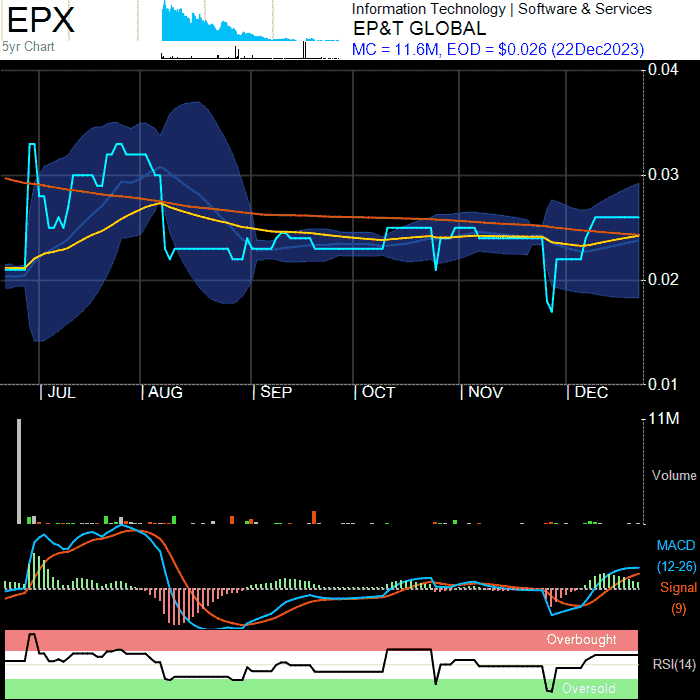 EPX
5yr Chart
Information Technology | Software & Services
EP&T GLOBAL
MC = 11.6M, EOD = $0.026 (22Dec2023)
0.04
0.03
0.02
0.01
| JUL | AUG | SEP | OCT | NOV | DEC
11M
Volume
MACD
(12-26)
Signal
(9)
Overbought
RSI(14)
Oversold